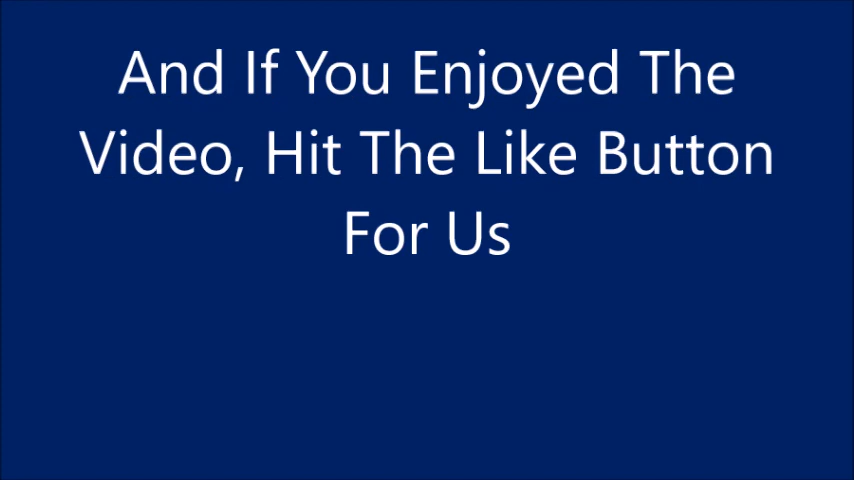 And If You Enjoyed The
Video, Hit The Like Button
For Us